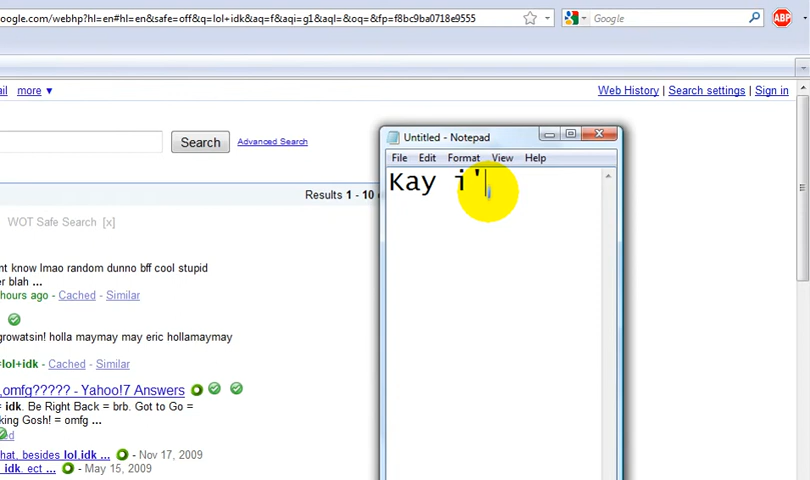 oogle.com/webhp?hl=en#hl=en&safe=off&q=lol+idk&aq=f&aqi=g1&aql=&oq=&fp=f8bc9ba0718e9555
Google
ABP
ail more ▼ Web History | Search settings | Sign in
Search Advanced Search
Results 1 - 10
WOT Safe Search [x]
nt know lmao random dunno bff cool stupid
er blah ...
hours ago - Cached - Similar
growatsin! holla maymay may eric hollamaymay
=lol+idk - Cached - Similar
,omfg????? - Yahoo!7 Answers
= idk. Be Right Back = brb. Got to Go =
king Gosh! = omfg ...
d
hat, besides lol,idk ... - Nov 17, 2009
idk. ect ... - May 15, 2009
Untitled - Notepad
File Edit Format View Help
Kay i'